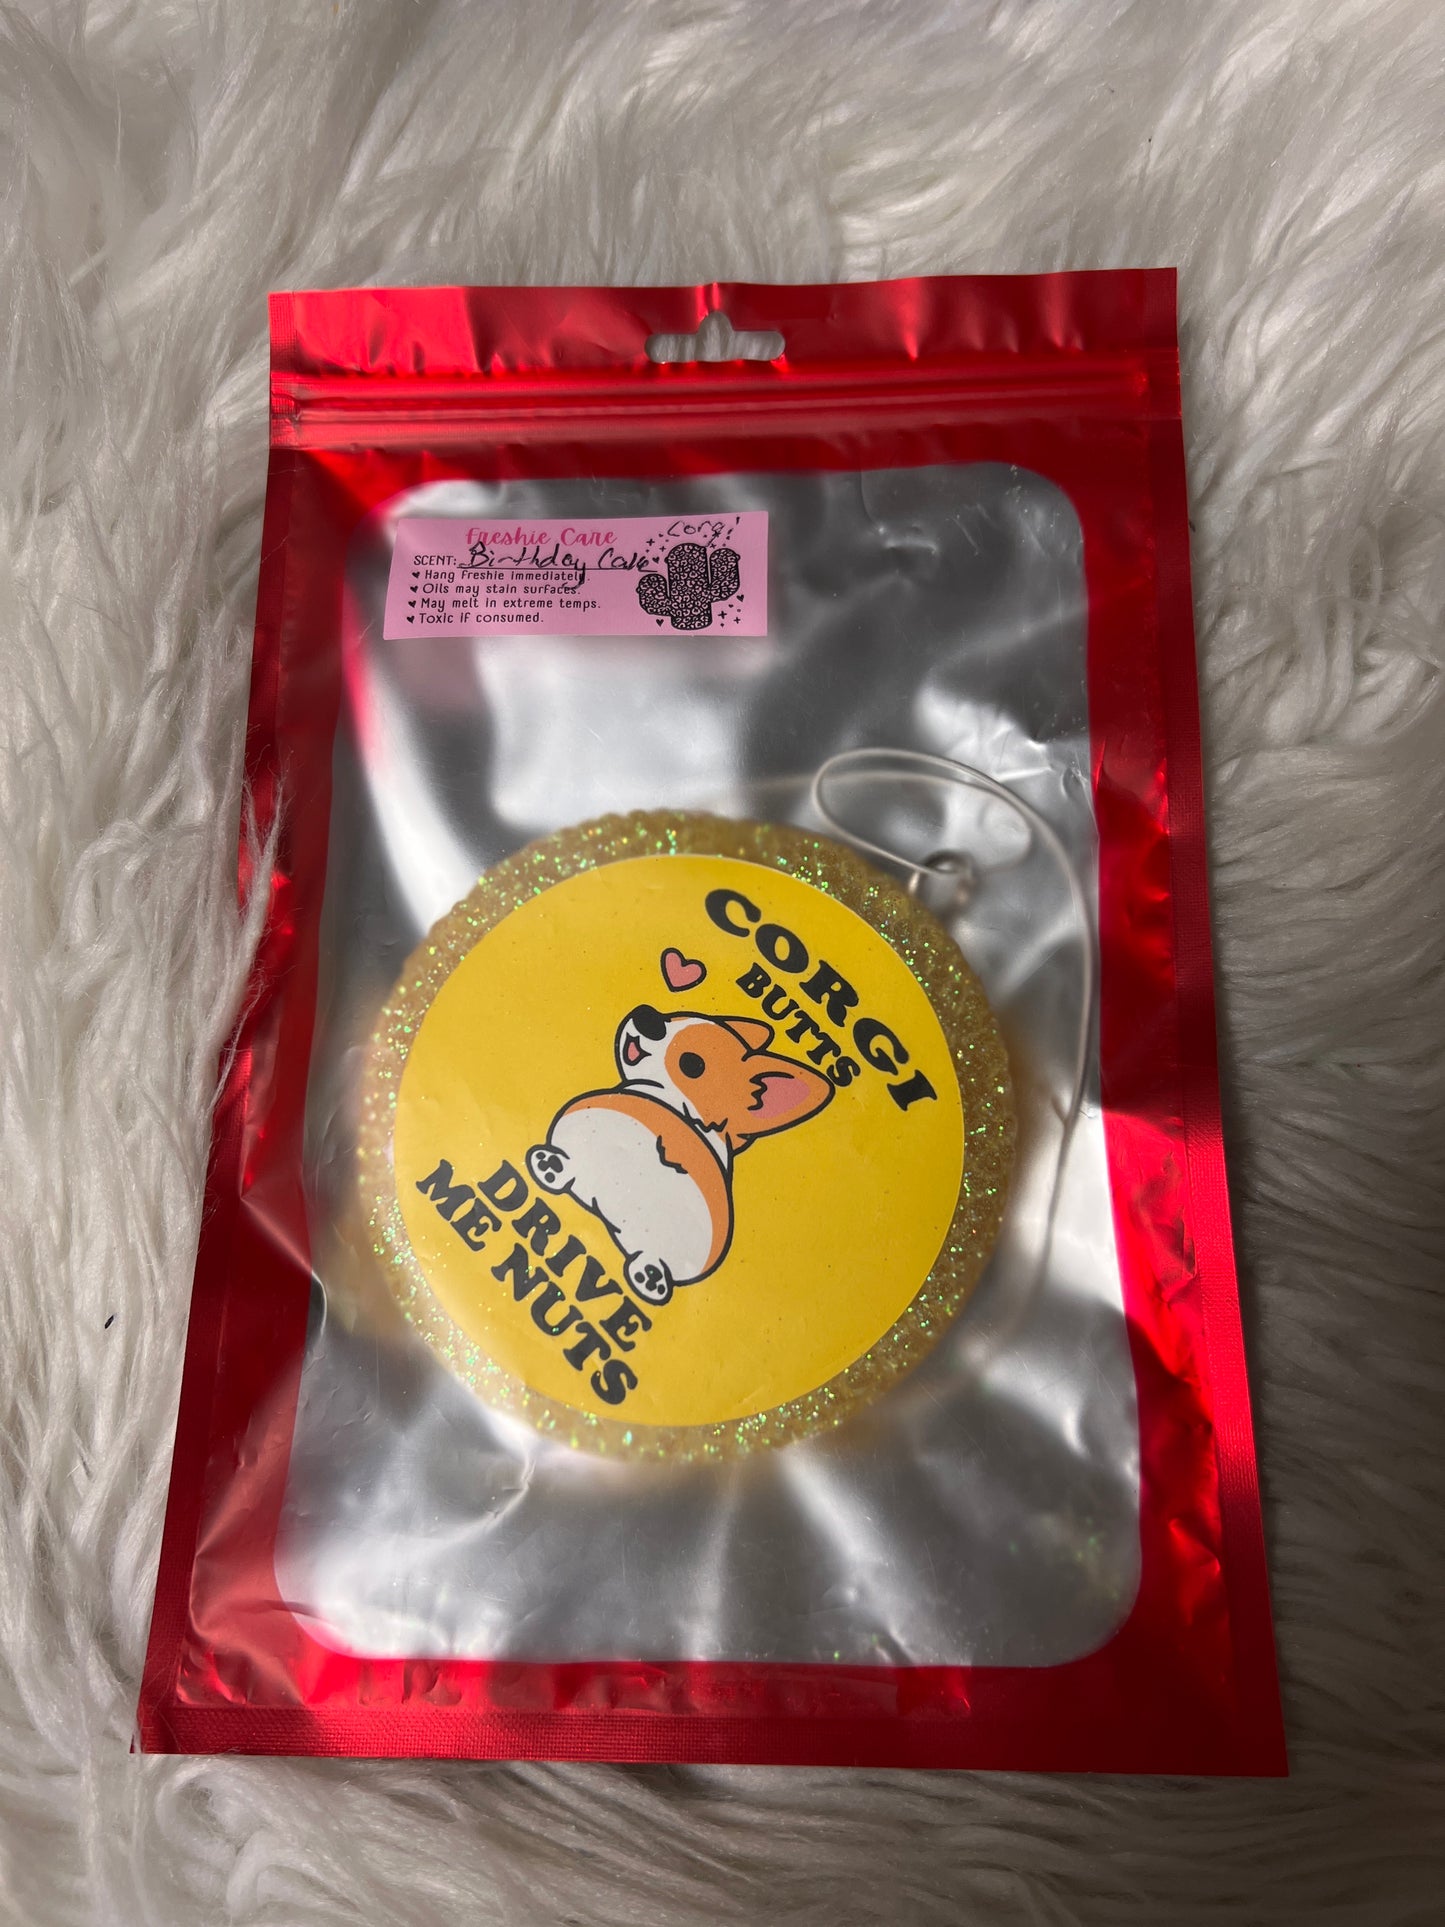 Freshie Care
Corgi
SCENT: Birthday Cake
♥ Hang freshie immediately.
♥ Oils may stain surfaces.
♥ May melt in extreme temps.
♥ Toxic if consumed.
CORGI
BUTTS
DRIVE
ME NUTS